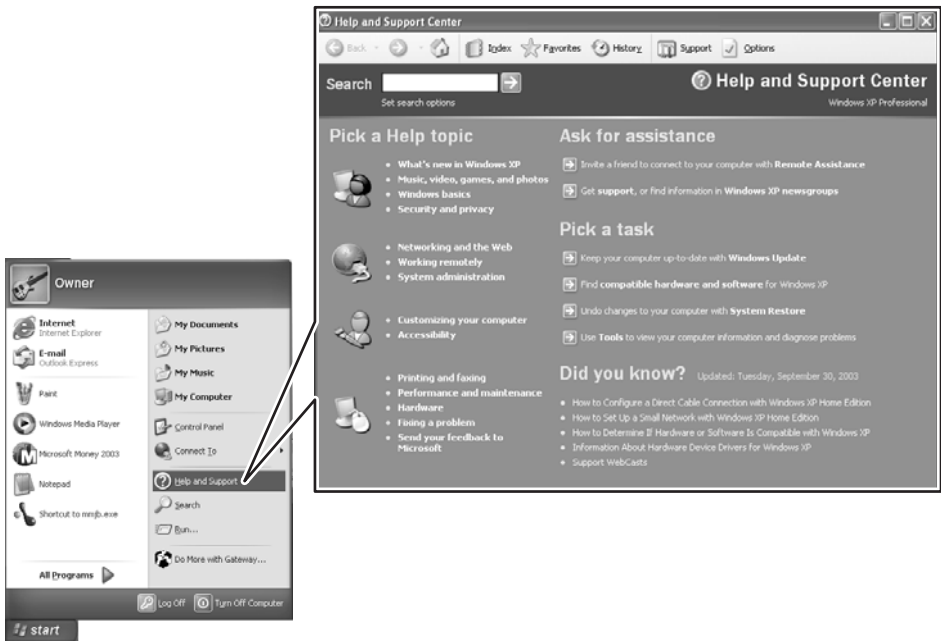 Help and Support Center
Back
Index
Favorites
History
Support
Options
Search
Set search options
Help and Support Center
Windows XP Professional
Pick a Help topic
What's new in Windows XP
Music, video, games, and photos
Windows basics
Security and privacy
Networking and the Web
Working remotely
System administration
Customizing your computer
Accessibility
Printing and faxing
Performance and maintenance
Hardware
Fixing a problem
Send your feedback to
Microsoft
Ask for assistance
Invite a friend to connect to your computer with Remote Assistance
Get support, or find information in Windows XP newsgroups
Pick a task
Keep your computer up-to-date with Windows Update
Find compatible hardware and software for Windows XP
Undo changes to your computer with System Restore
Use Tools to view your computer information and diagnose problems
Did you know? Updated: Tuesday, September 30, 2003
How to Configure a Direct Cable Connection with Windows XP Home Edition
How to Set Up a Small Network with Windows XP Home Edition
How to Determine If Hardware or Software Is Compatible with Windows XP
Information About Hardware Device Drivers for Windows XP
Support WebCasts
Owner
Internet
Internet Explorer
E-mail
Outlook Express
Paint
Windows Media Player
Microsoft Money 2003
Notepad
Shortcut to mmjb.exe
All Programs
My Documents
My Pictures
My Music
My Computer
Control Panel
Connect To
Help and Support
Search
Run...
Do More with Gateway...
Log Off
Turn Off Computer
start